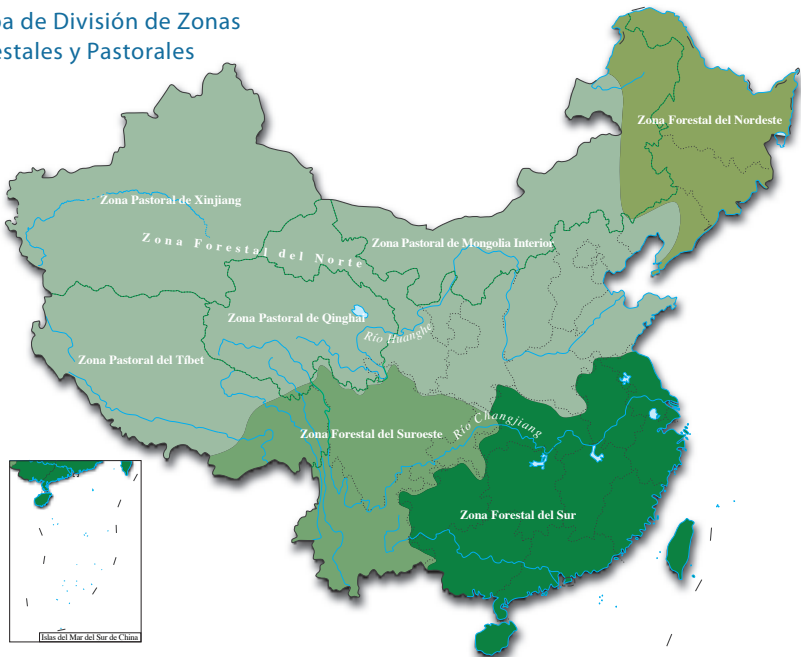 a de División de Zonas
estales y Pastorales
Zona Forestal del Nordeste
Zona Pastoral de Xinjiang
Zona Forestal del Norte
Zona Pastoral de Mongolia Interior
Zona Pastoral de Qinghai
Río Huanghe
Zona Pastoral del Tíbet
Río Changjiang
Zona Forestal del Suroeste
Zona Forestal del Sur
Islas del Mar del Sur de China